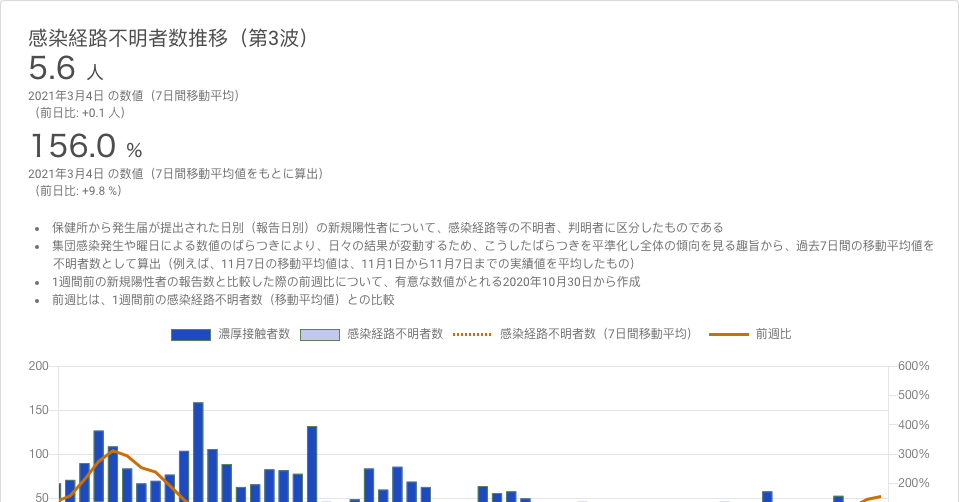 感染経路不明者数推移（第3波）
5.6 人
2021年3月4日 の数値（7日間移動平均）
（前日比: +0.1 人）
156.0 %
2021年3月4日 の数値（7日間移動平均値をもとに算出）
（前日比: +9.8 %）
• 保健所から発生届が提出された日別（報告日別）の新規陽性者について、感染経路等の不明者、判明者に区分したものである
• 集団感染発生や曜日による数値のばらつきにより、日々の結果が変動するため、こうしたばらつきを平準化し全体の傾向を見る趣旨から、過去7日間の移動平均値を
不明者数として算出（例えば、11月7日の移動平均値は、11月1日から11月7日までの実績値を平均したもの）
• 1週間前の新規陽性者の報告数と比較した際の前週比について、有意な数値がとれる2020年10月30日から作成
• 前週比は、1週間前の感染経路不明者数（移動平均値）との比較
濃厚接触者数 感染経路不明者数 感染経路不明者数（7日間移動平均） 前週比
200 600%
500%
150
400%
100 300%
200%
50